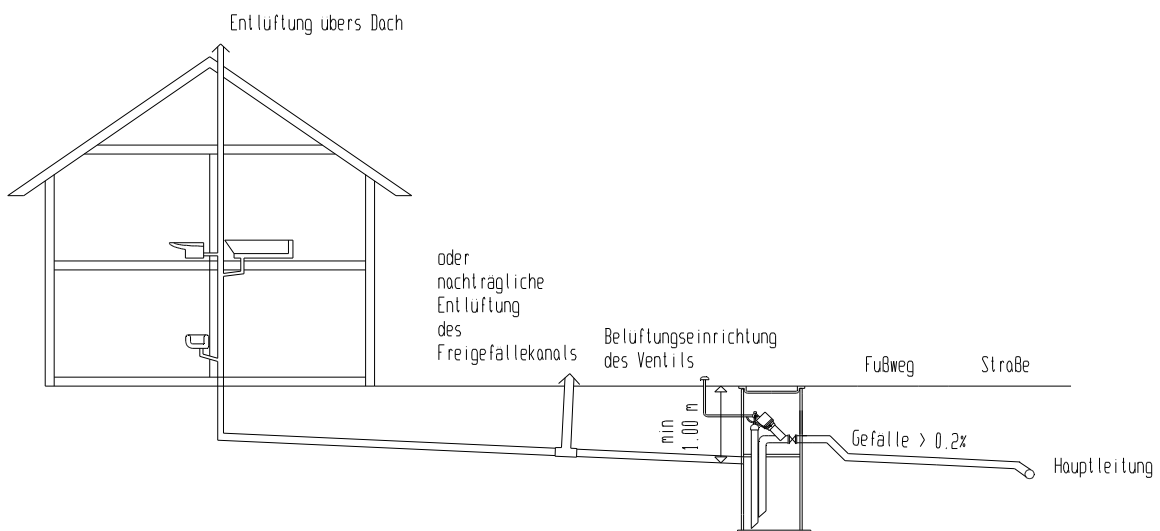 Entlüftung übers Dach
oder
nachträgliche
Entlüftung
des
Freigefällekanals
Belüftungseinrichtung
des Ventils
Fußweg
Straße
min
1.00 m
Gefälle > 0.2%
Hauptleitung